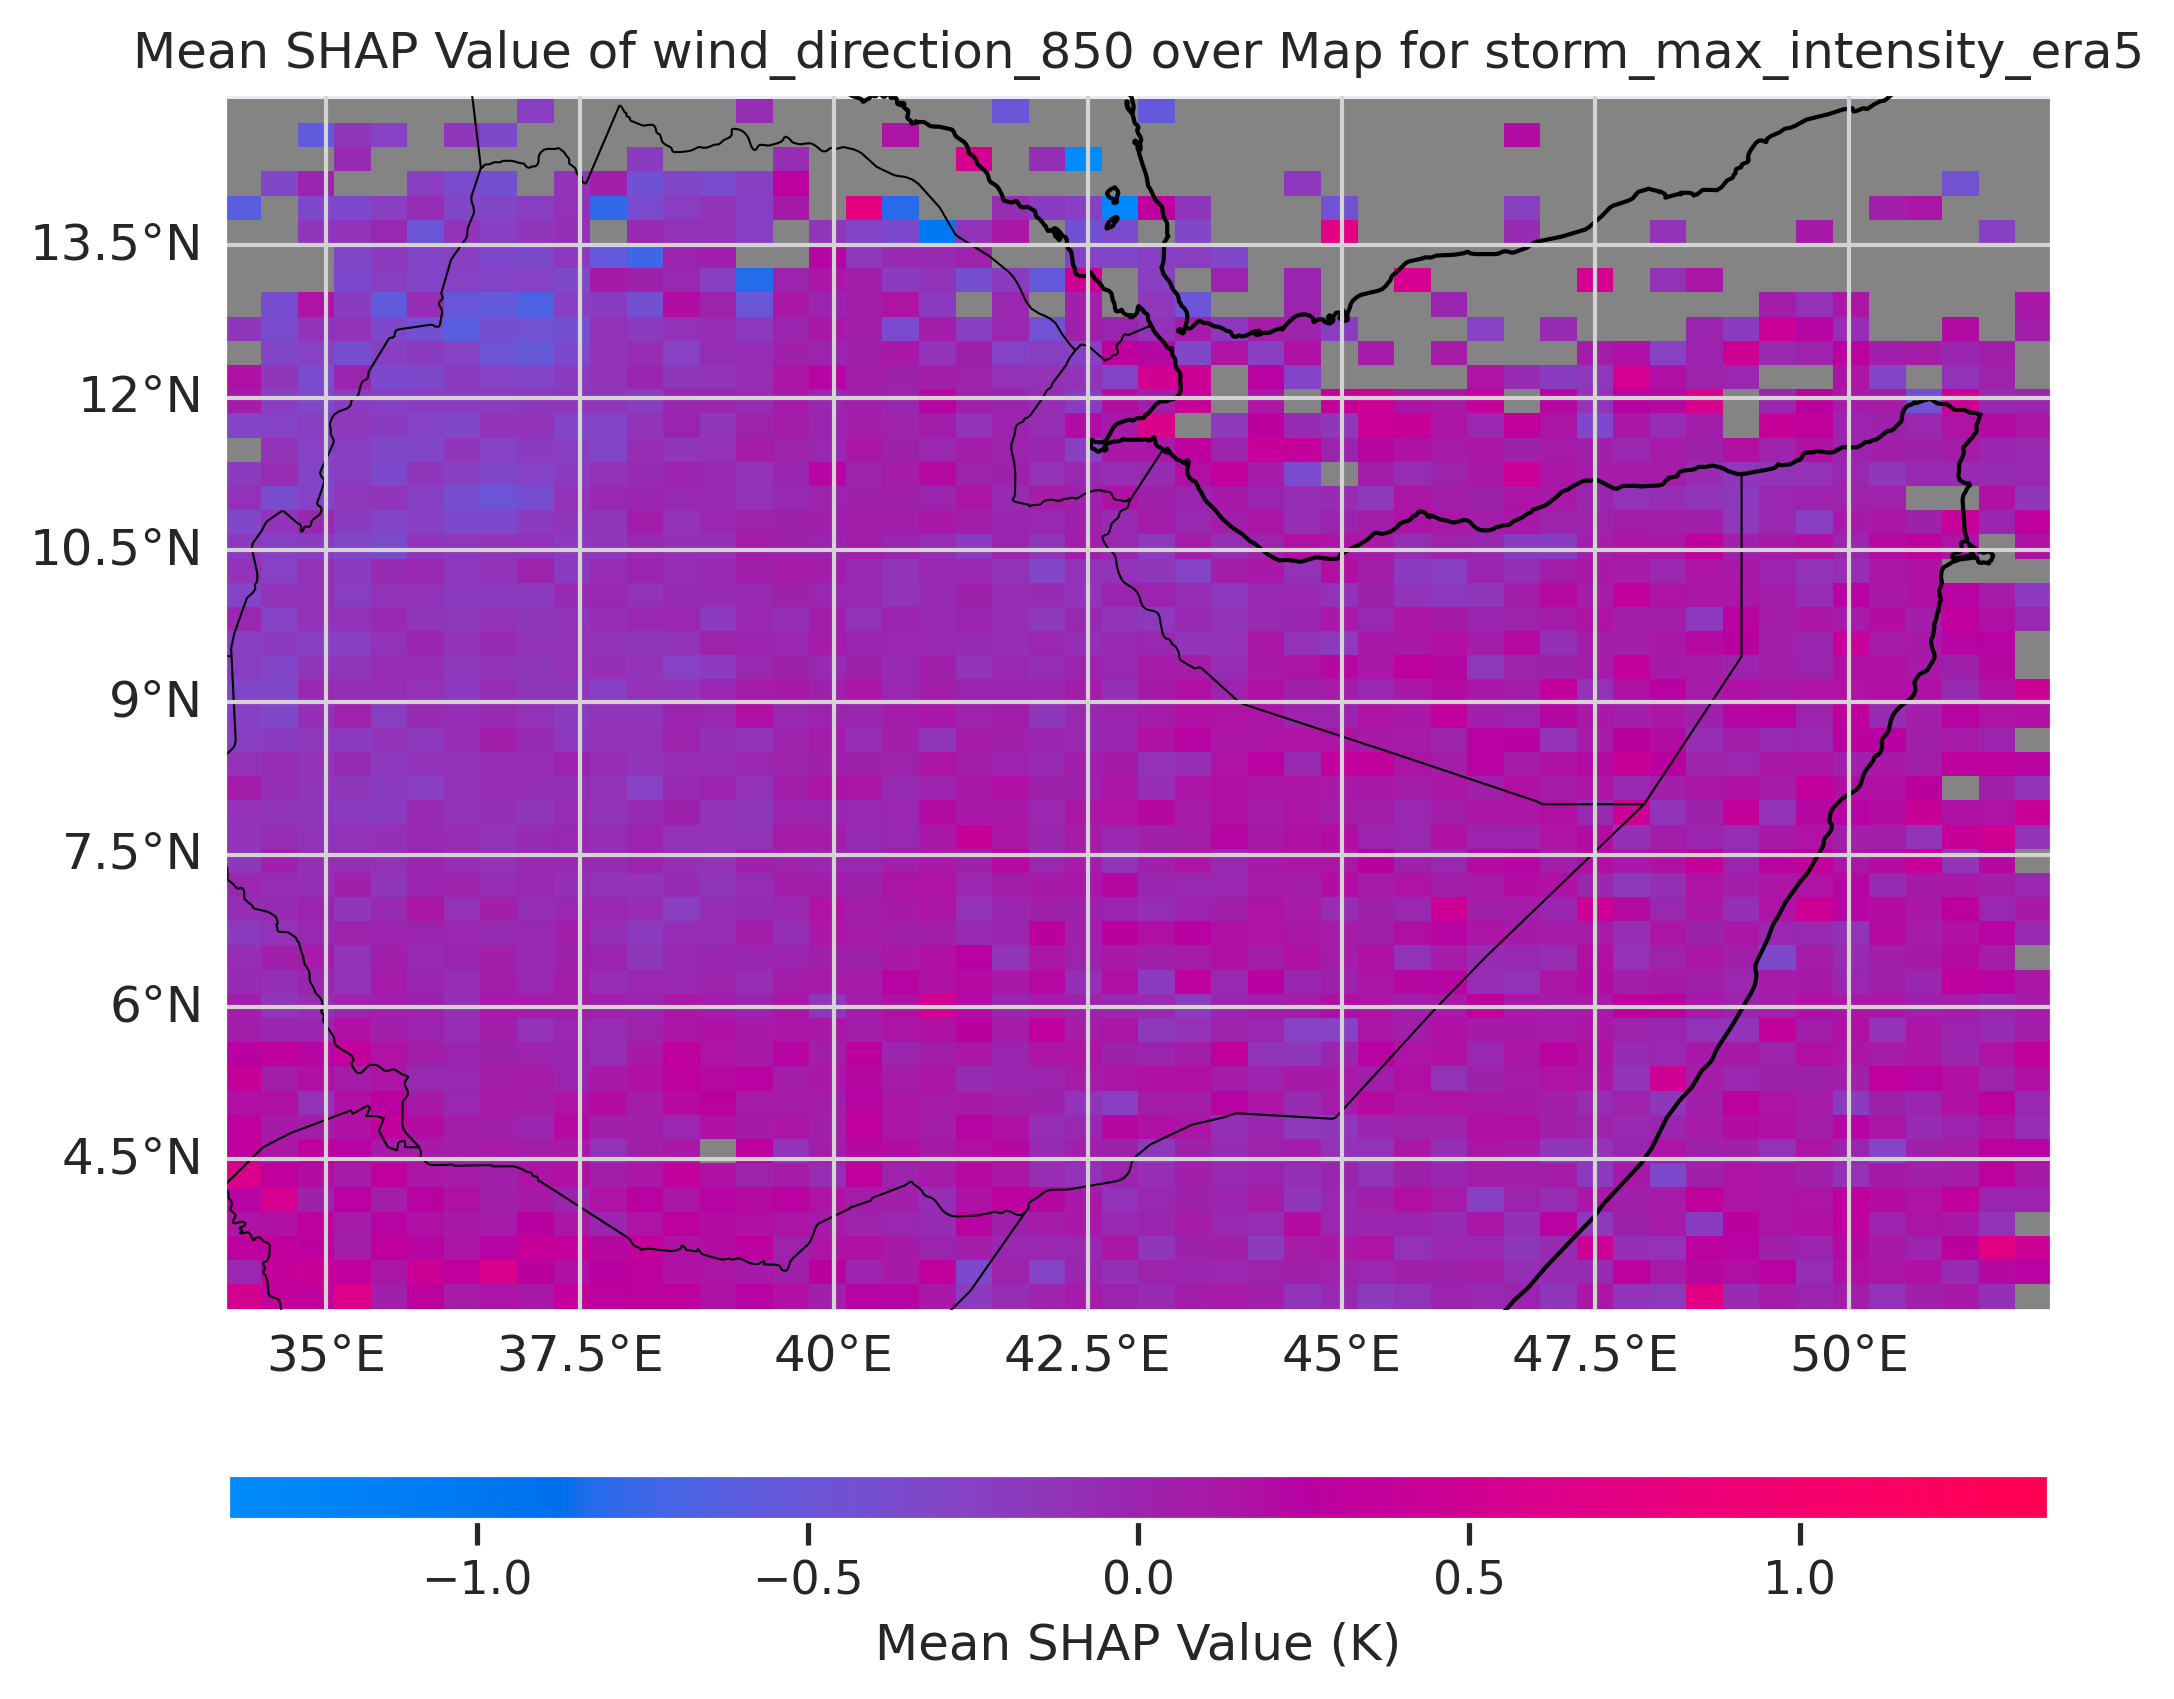 Mean SHAP Value of wind_direction_850 over Map for storm_max_intensity_era5
13.5°N
12°N
10.5°N
9°N
7.5°N
6°N
4.5°N
35°E 37.5°E 40°E 42.5°E 45°E 47.5°E 50°E
−1.0 −0.5 0.0 0.5 1.0
Mean SHAP Value (K)